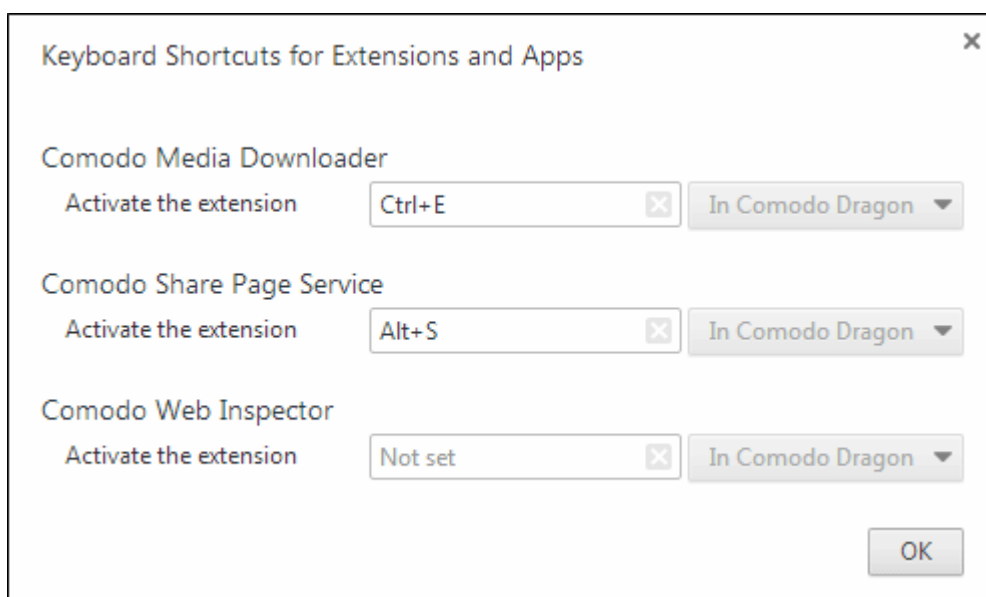 Keyboard Shortcuts for Extensions and Apps
Comodo Media Downloader
Activate the extension Ctrl+E In Comodo Dragon
Comodo Share Page Service
Activate the extension Alt+S In Comodo Dragon
Comodo Web Inspector
Activate the extension Not set In Comodo Dragon
OK